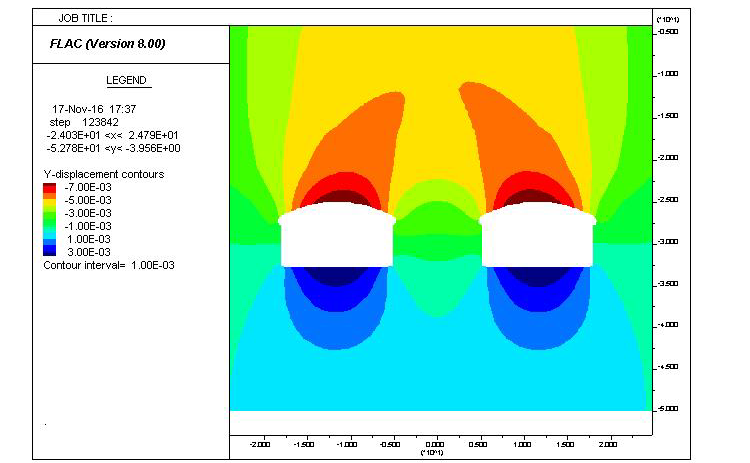 JOB TITLE :
FLAC (Version 8.00)
LEGEND
17-Nov-16 17:37
step 123842
-2.403E+01 <x< 2.479E+01
-5.278E+01 <y< -3.956E+00
Y-displacement contours
-7.00E-03
-5.00E-03
-3.00E-03
-1.00E-03
1.00E-03
3.00E-03
Contour interval= 1.00E-03
(*10^1)
-0.500
-1.000
-1.500
-2.000
-2.500
-3.000
-3.500
-4.000
-4.500
-5.000
-2.000 -1.500 -1.000 -0.500 0.000 0.500 1.000 1.500 2.000
(*10^1)